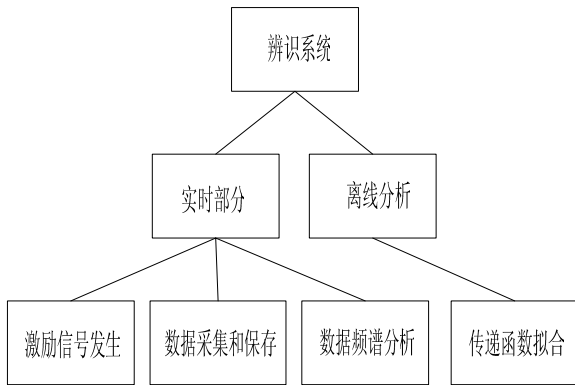 辨识系统
实时部分
离线分析
激励信号发生
数据采集和保存
数据频谱分析
传递函数拟合